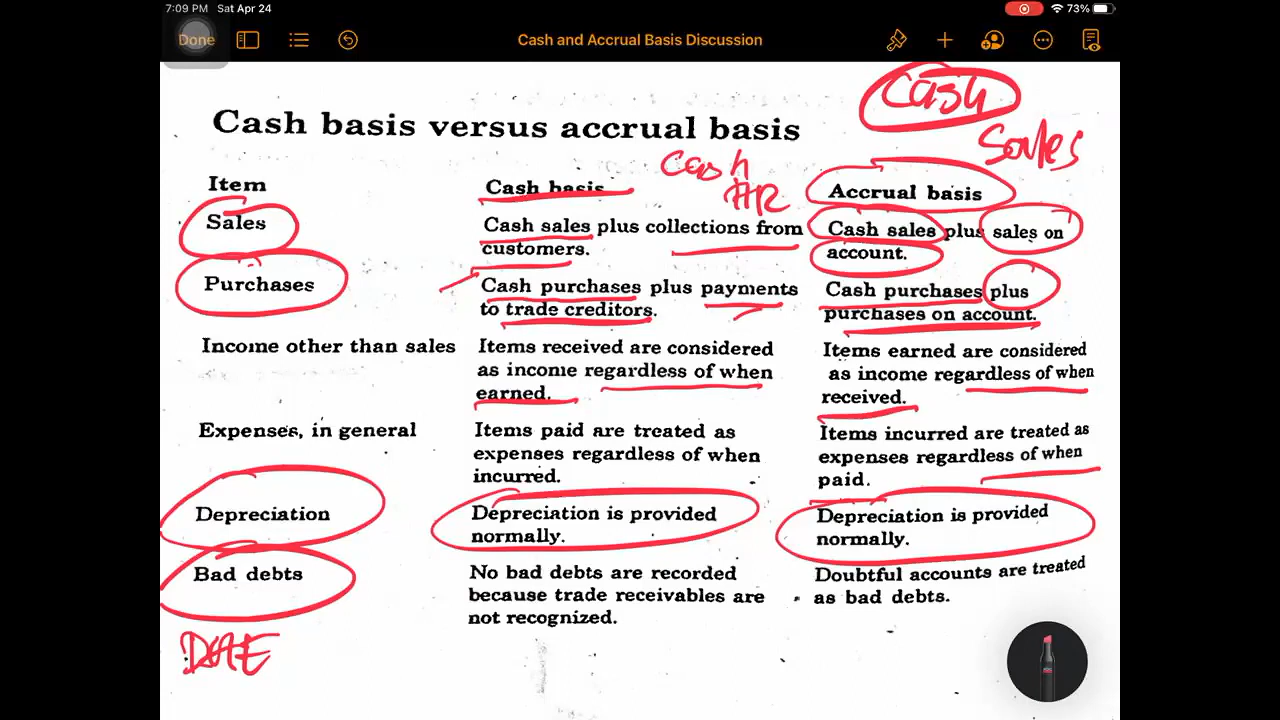 7:09 PM Sat Apr 24
73%
Done
Cash and Accrual Basis Discussion
Cash
Sales
Cash basis versus accrual basis
Cash
AR
Item Cash basis Accrual basis
Sales Cash sales plus collections from Cash sales plus sales on
customers. account.
Purchases Cash purchases plus payments Cash purchases plus
to trade creditors. purchases on account.
Income other than sales Items received are considered Items earned are considered
as income regardless of when as income regardless of when
earned. received.
Expenses, in general Items paid are treated as Items incurred are treated as
expenses regardless of when expenses regardless of when
incurred. paid.
Depreciation Depreciation is provided Depreciation is provided
normally. normally.
Bad debts No bad debts are recorded Doubtful accounts are treated
because trade receivables are as bad debts.
not recognized.